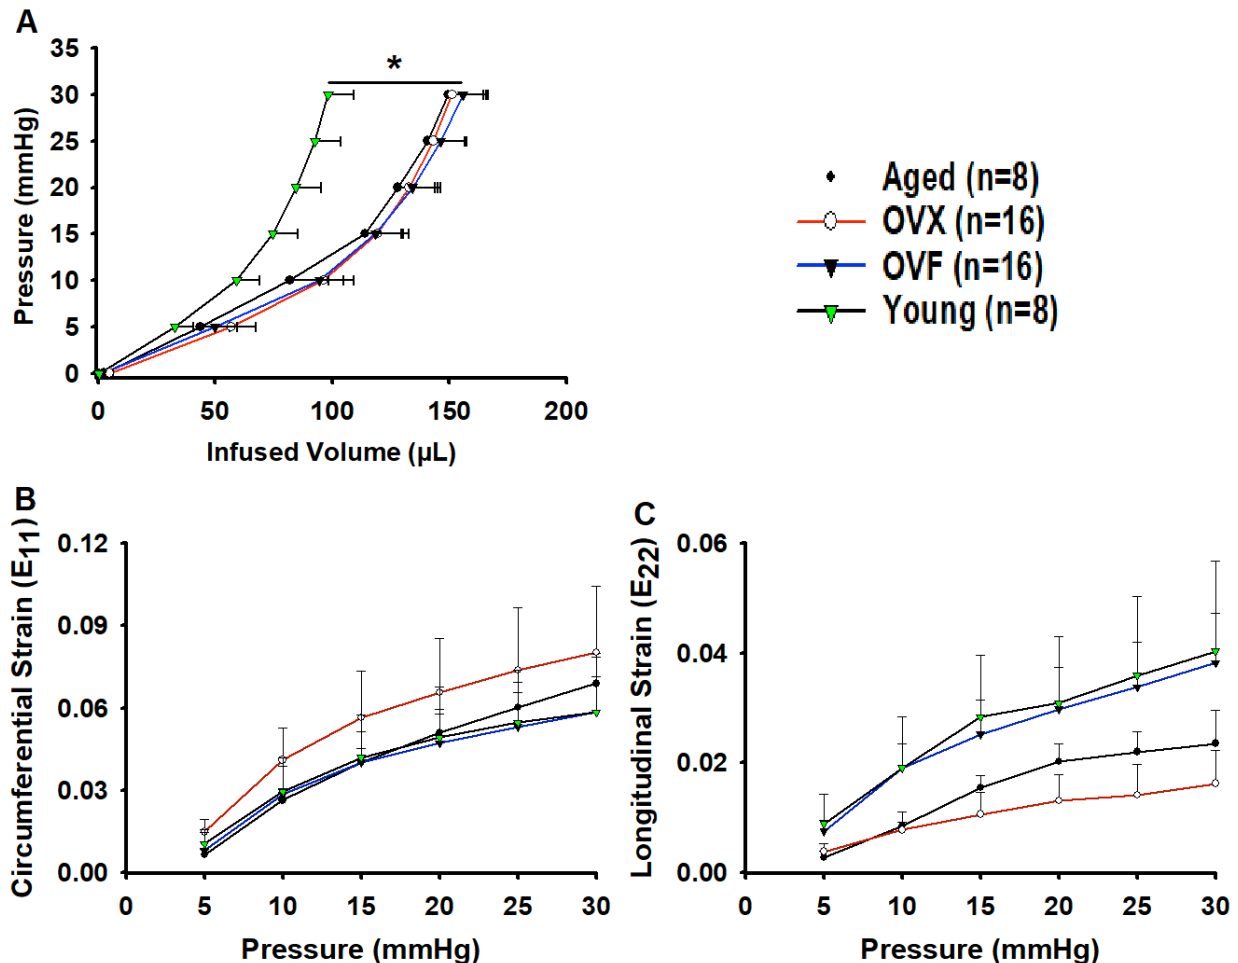 A
35
30
25
20
15
10
5
0
Pressure (mmHg)
*
0 50 100 150 200
Infused Volume (µL)
Aged (n=8)
OVX (n=16)
OVF (n=16)
Young (n=8)
B
0.12
0.09
0.06
0.03
0.00
Circumferential Strain (E11)
0 5 10 15 20 25 30
Pressure (mmHg)
C
0.06
0.04
0.02
0.00
Longitudinal Strain (E22)
0 5 10 15 20 25 30
Pressure (mmHg)